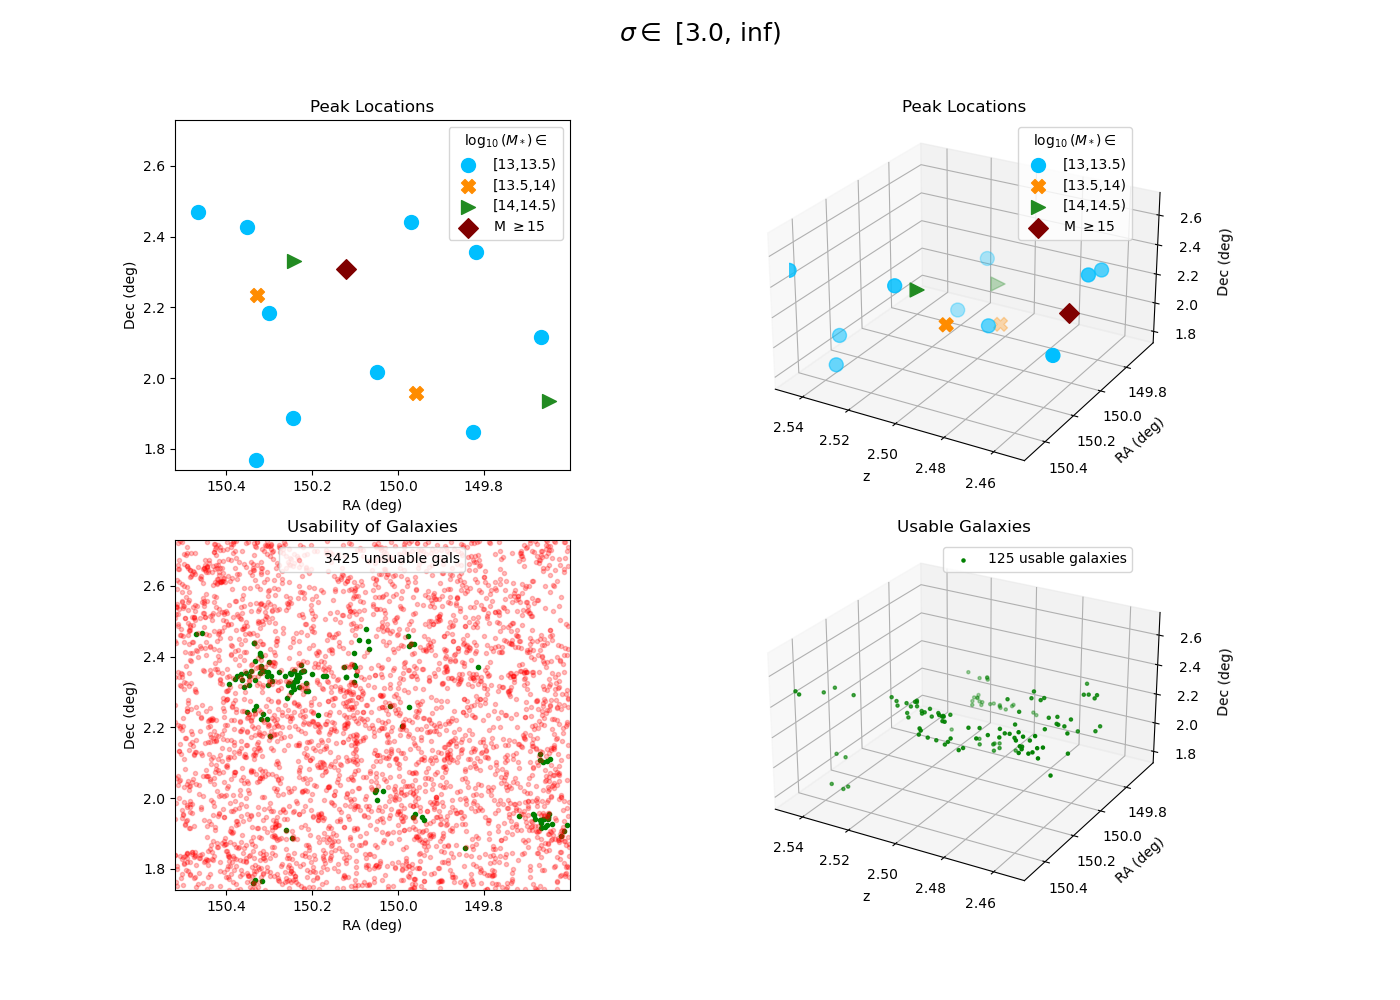 σ ∈ [3.0, inf)
Peak Locations
log₁₀(M*) ∈
[13,13.5)
[13.5,14)
[14,14.5)
M ≥15
2.6
2.4
2.2
2.0
1.8
Dec (deg)
150.4 150.2 150.0 149.8
RA (deg)
Peak Locations
log₁₀(M*) ∈
[13,13.5)
[13.5,14)
[14,14.5)
M ≥15
2.6
2.4
2.2
2.0
1.8
Dec (deg)
149.8
150.0
150.2
150.4
RA (deg)
2.54
2.52
2.50
2.48
2.46
z
Usability of Galaxies
3425 unsuable gals
2.6
2.4
2.2
2.0
1.8
Dec (deg)
150.4 150.2 150.0 149.8
RA (deg)
Usable Galaxies
125 usable galaxies
2.6
2.4
2.2
2.0
1.8
Dec (deg)
149.8
150.0
150.2
150.4
RA (deg)
2.54
2.52
2.50
2.48
2.46
z